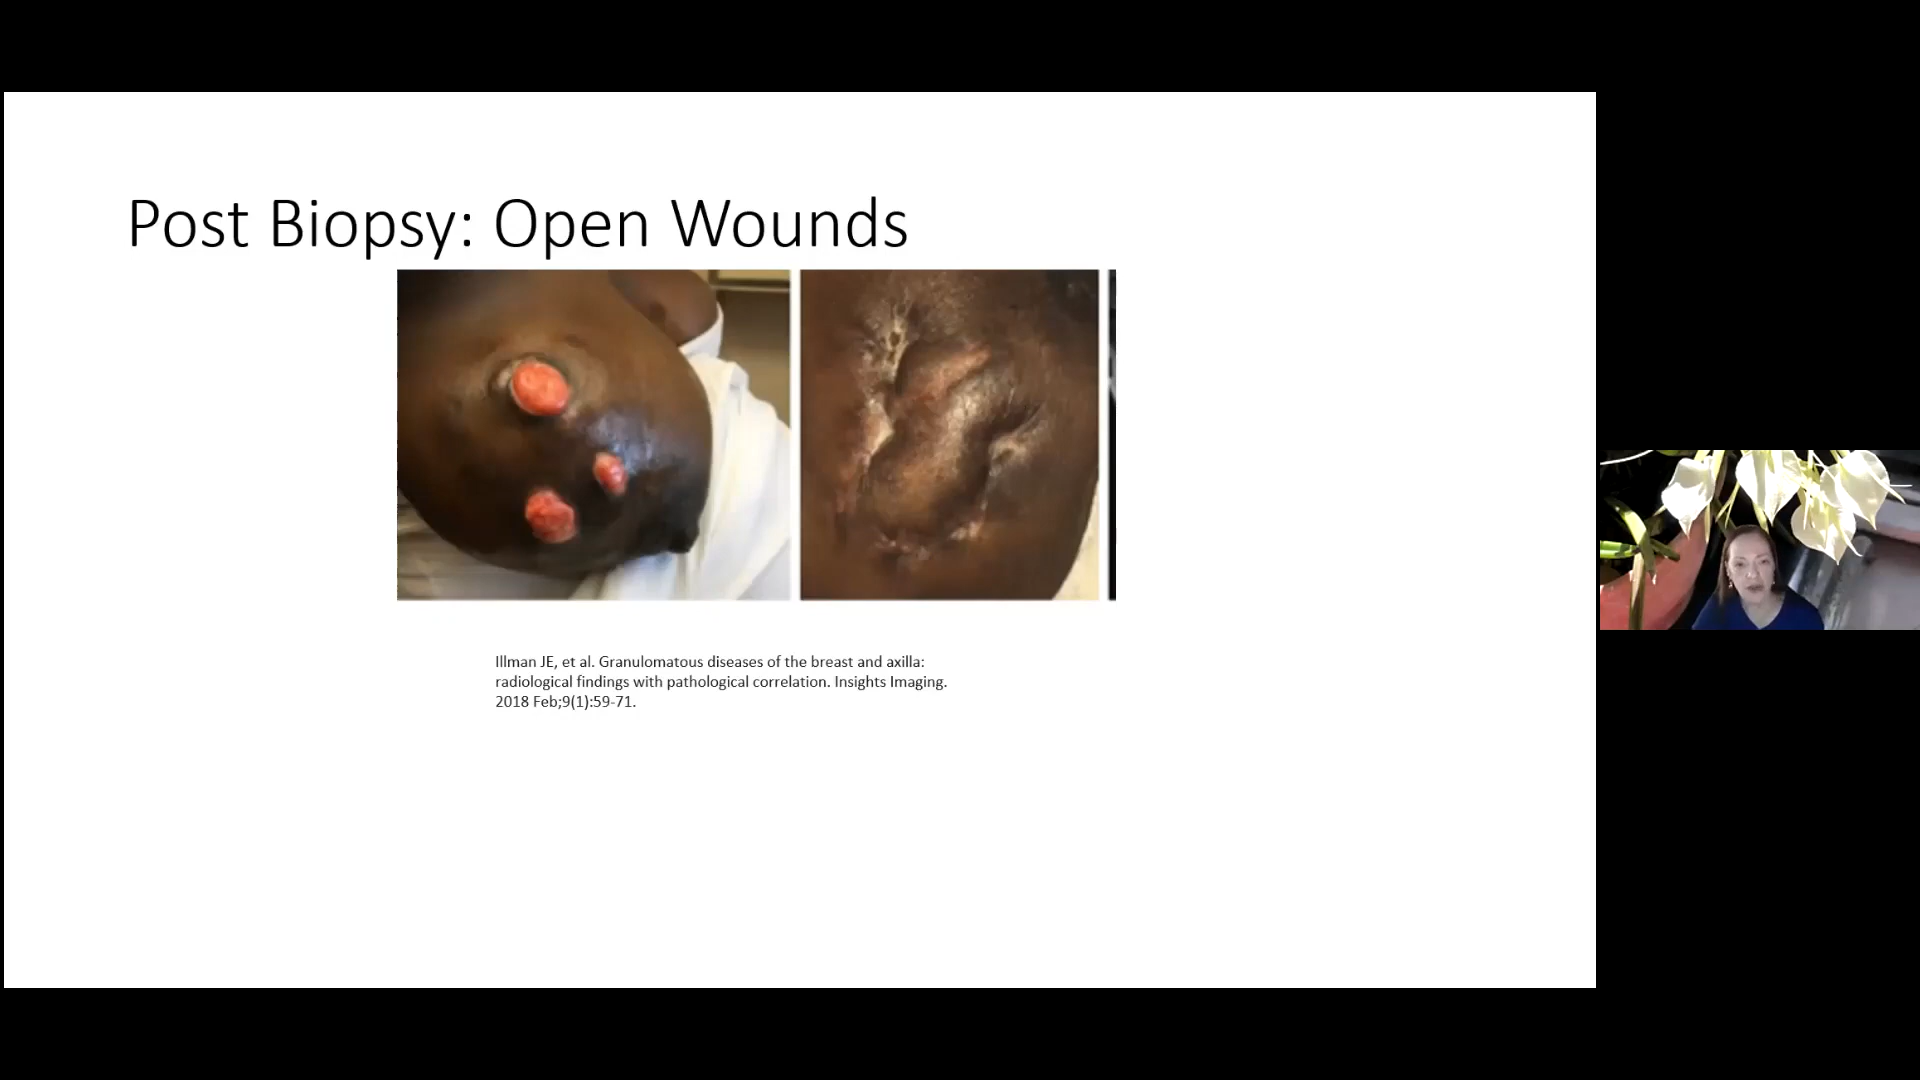 Post Biopsy: Open Wounds
Illman JE, et al. Granulomatous diseases of the breast and axilla:
radiological findings with pathological correlation. Insights Imaging.
2018 Feb;9(1):59-71.